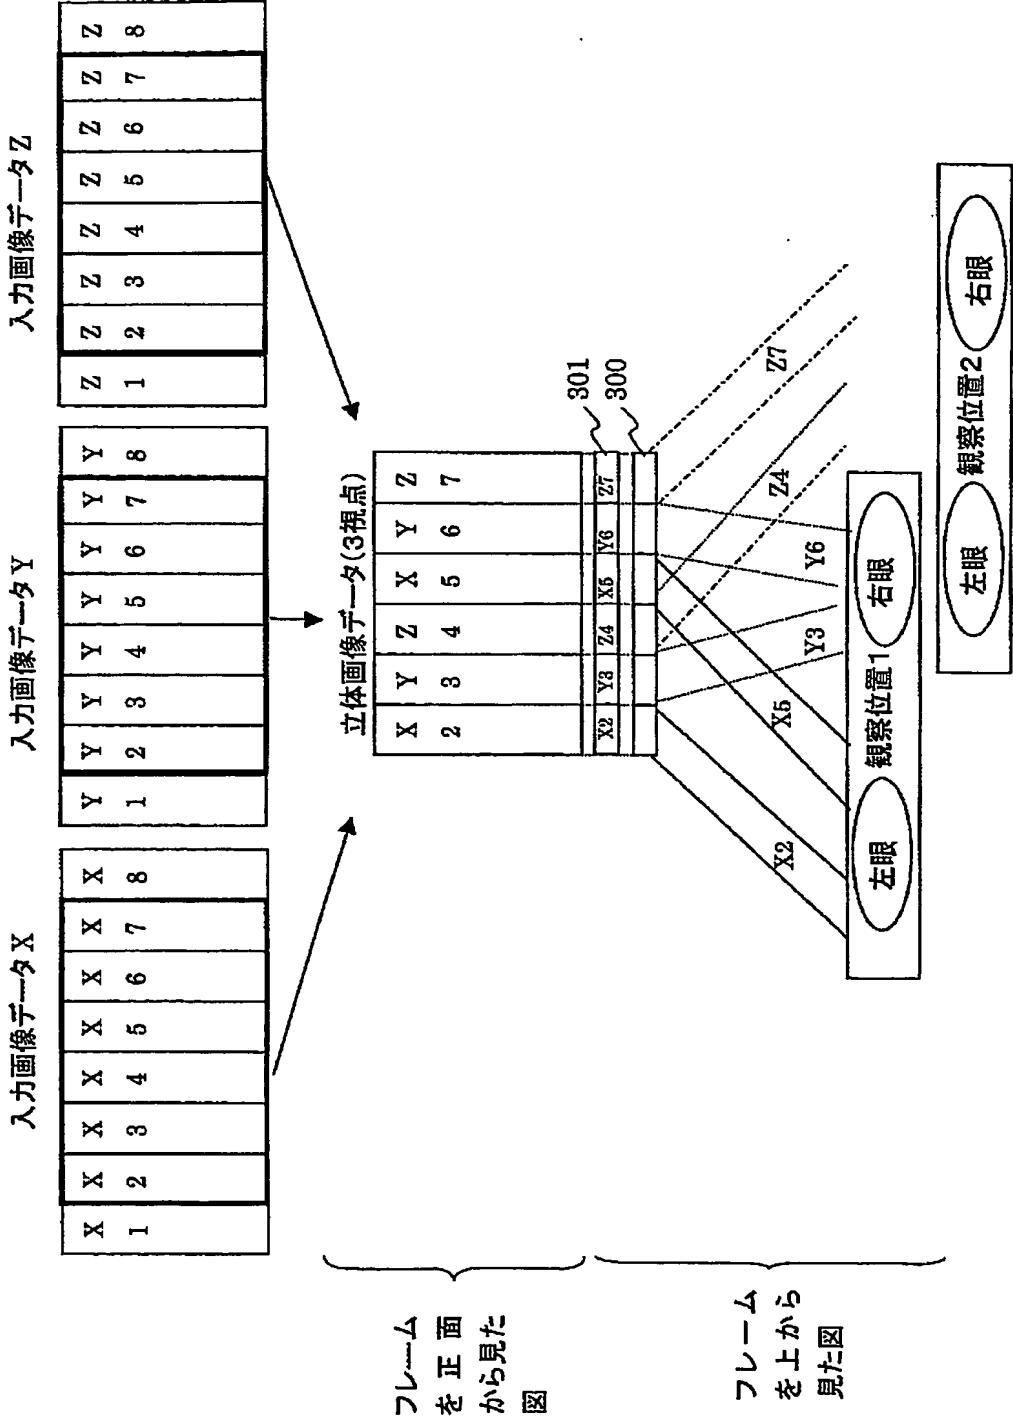 入力画像データX
入力画像データY
入力画像データZ
X X X X X X X X
1 2 3 4 5 6 7 8
Y Y Y Y Y Y Y Y
1 2 3 4 5 6 7 8
Z Z Z Z Z Z Z Z
1 2 3 4 5 6 7 8
フレーム
を正面
から見た
図
立体画像データ(3視点)
X Y Z X Y Z
2 3 4 5 6 7
フレーム
を上から
見た図
X2 Y3 Z4 X5 Y6 Z7
301
300
X2
X5
Y3
Y6
Z4
Z7
左眼
観察位置1
右眼
左眼
観察位置2
右眼